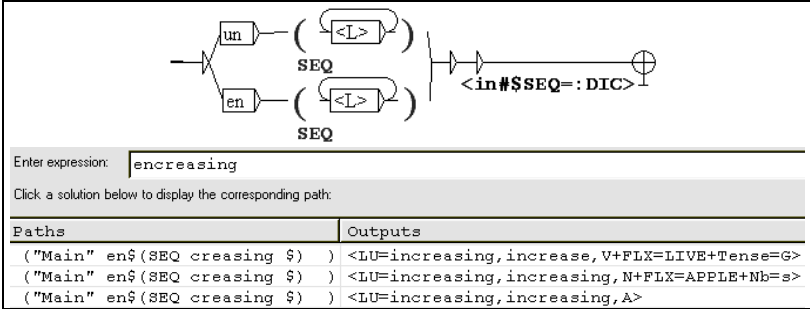 un ( <L> )
SEQ
<in#$SEQ=:DIC>
en ( <L> )
SEQ
Enter expression: encreasing
Click a solution below to display the corresponding path:
Paths Outputs
("Main" en$(SEQ creasing $) ) <LU=increasing,increase,V+FLX=LIVE+Tense=G>
("Main" en$(SEQ creasing $) ) <LU=increasing,increasing,N+FLX=APPLE+Nb=s>
("Main" en$(SEQ creasing $) ) <LU=increasing,increasing,A>